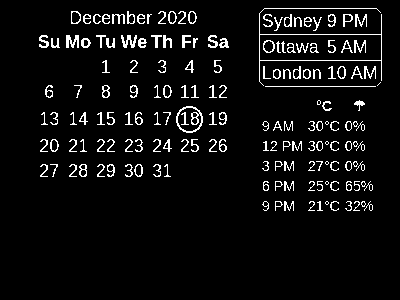 December 2020
Su Mo Tu We Th Fr Sa
1 2 3 4 5
6 7 8 9 10 11 12
13 14 15 16 17 18 19
20 21 22 23 24 25 26
27 28 29 30 31
Sydney 9 PM
Ottawa 5 AM
London 10 AM
°C ☂
9 AM 30°C 0%
12 PM 30°C 0%
3 PM 27°C 0%
6 PM 25°C 65%
9 PM 21°C 32%